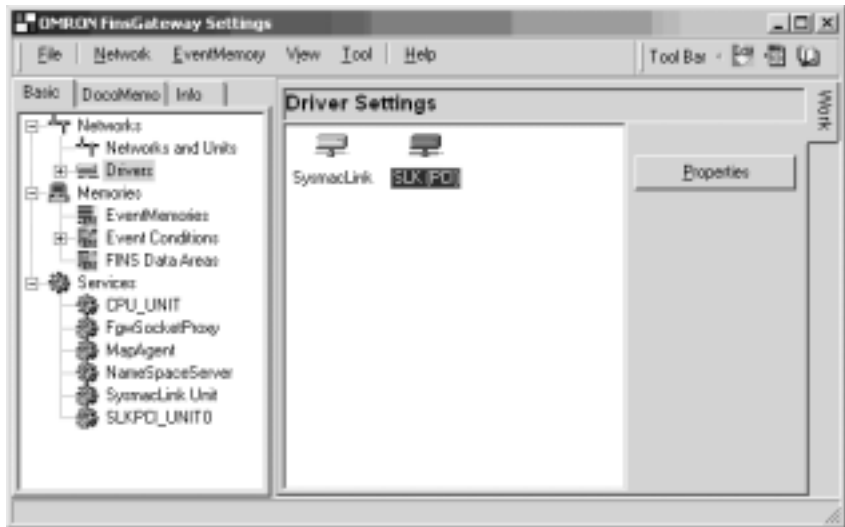 OMRON FinsGateway Settings
File Network EventMemory View Tool Help Tool Bar
Basic DocoMemo Info
Driver Settings
Work
Networks
Networks and Units
Drivers
Memories
EventMemories
Event Conditions
FINS Data Areas
Services
CPU_UNIT
FgwSocketProxy
MapAgent
NameSpaceServer
SysmacLink Unit
SLKPCI_UNIT0
SysmacLink SLK (PCI)
Properties